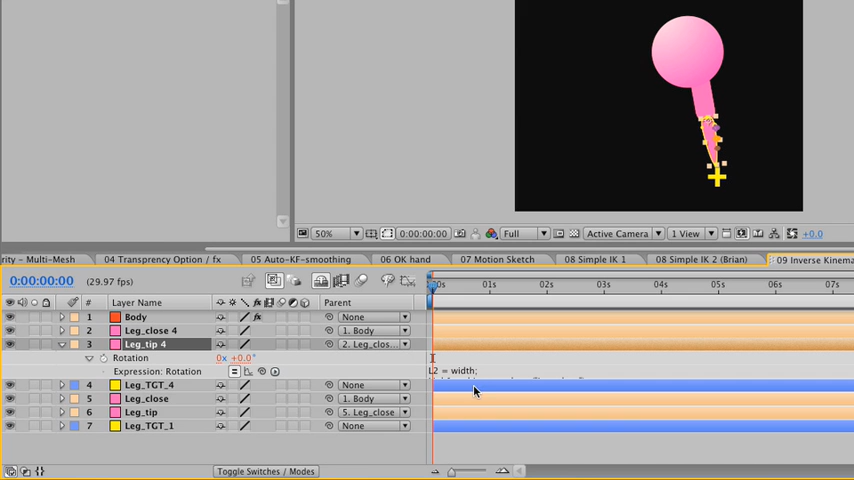 50%
0:00:00:00
Full
Active Camera
1 View
+0.0
rity - Multi-Mesh
04 Transprency Option / fx
05 Auto-KF-smoothing
06 OK hand
07 Motion Sketch
08 Simple IK 1
08 Simple IK 2 (Brian)
09 Inverse Kinema
0:00:00:00
(29.97 fps)
00s
01s
02s
03s
04s
05s
06s
07s
# Layer Name
Parent
1 Body
None
2 Leg_close 4
1. Body
3 Leg_tip 4
2. Leg_clos...
Rotation
0x +0.0°
Expression: Rotation
L2 = width;
4 Leg_TGT_4
None
5 Leg_close
1. Body
6 Leg_tip
5. Leg_close
7 Leg_TGT_1
None
Toggle Switches / Modes